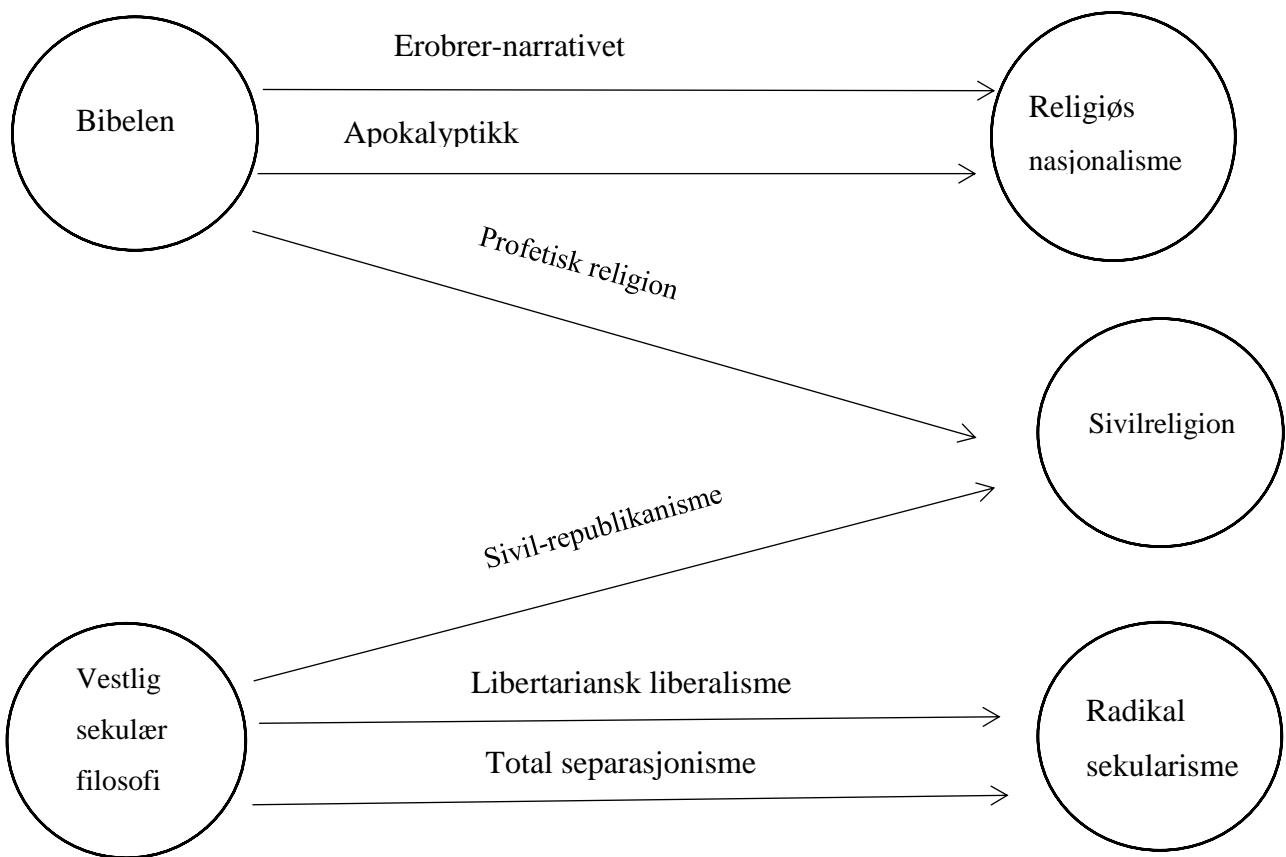 Erobrer-narrativet
Bibelen
Religiøs
nasjonalisme
Apokalyptikk
Profetisk religion
Sivilreligion
Sivil-republikanisme
Vestlig
sekulær
filosofi
Libertariansk liberalisme
Total separasjonisme
Radikal
sekularisme